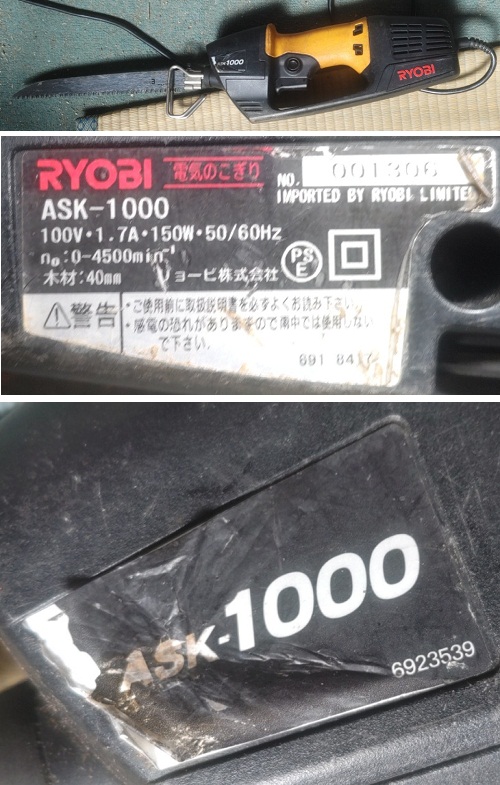 ASK-1000
RYOBI
RYOBI 電気のこぎり NO. 001306
IMPORTED BY RYOBI LIMITED
ASK-1000
100V・1.7A・150W・50/60Hz
n₀:0-4500min⁻¹
木材:40mm リョービ株式会社
PS E
警告
・ご使用前に取扱説明書を必ずよくお読み下さい。
・感電の恐れがありますので雨中では使用しない
で下さい。
ASK-1000
6923539